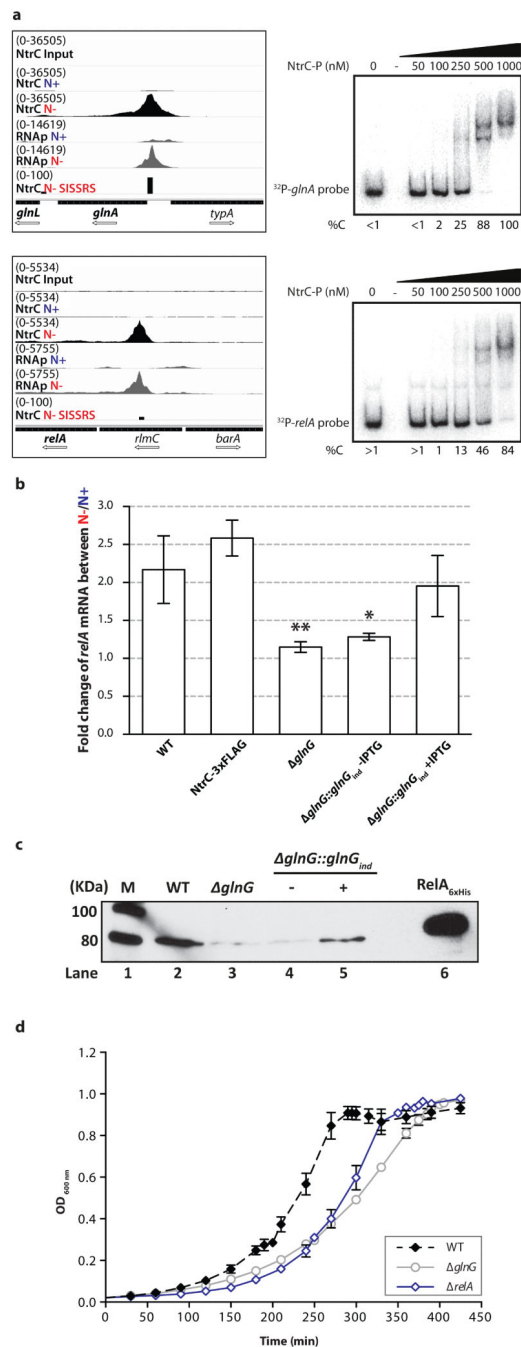 a
(0-36505)
NtrC Input
(0-36505)
NtrC N+
(0-36505)
NtrC N-
(0-14619)
RNAp N+
(0-14619)
RNAp N-
(0-100)
NtrC N- SISSRS
glnL glnA typA
NtrC-P (nM) 0 - 50 100 250 500 1000
32P-glnA probe
%C <1 <1 2 25 88 100
(0-5534)
NtrC Input
(0-5534)
NtrC N+
(0-5534)
NtrC N-
(0-5755)
RNAp N+
(0-5755)
RNAp N-
(0-100)
NtrC N- SISSRS
relA rlmC barA
NtrC-P (nM) 0 - 50 100 250 500 1000
32P-relA probe
%C >1 >1 1 13 46 84
b
Fold change of relA mRNA between N-/N+
3.0
2.5
2.0
1.5
1.0
0.5
0.0
**
*
WT
NtrC-3xFLAG
ΔglnG
ΔglnG::glnG ind -IPTG
ΔglnG::glnG ind +IPTG
c
ΔglnG::glnG ind
(KDa) M WT ΔglnG - + RelA 6xHis
100
80
Lane 1 2 3 4 5 6
d
OD 600 nm
1.2
1.0
0.8
0.6
0.4
0.2
0.0
0 50 100 150 200 250 300 350 400 450
Time (min)
WT
ΔglnG
ΔrelA